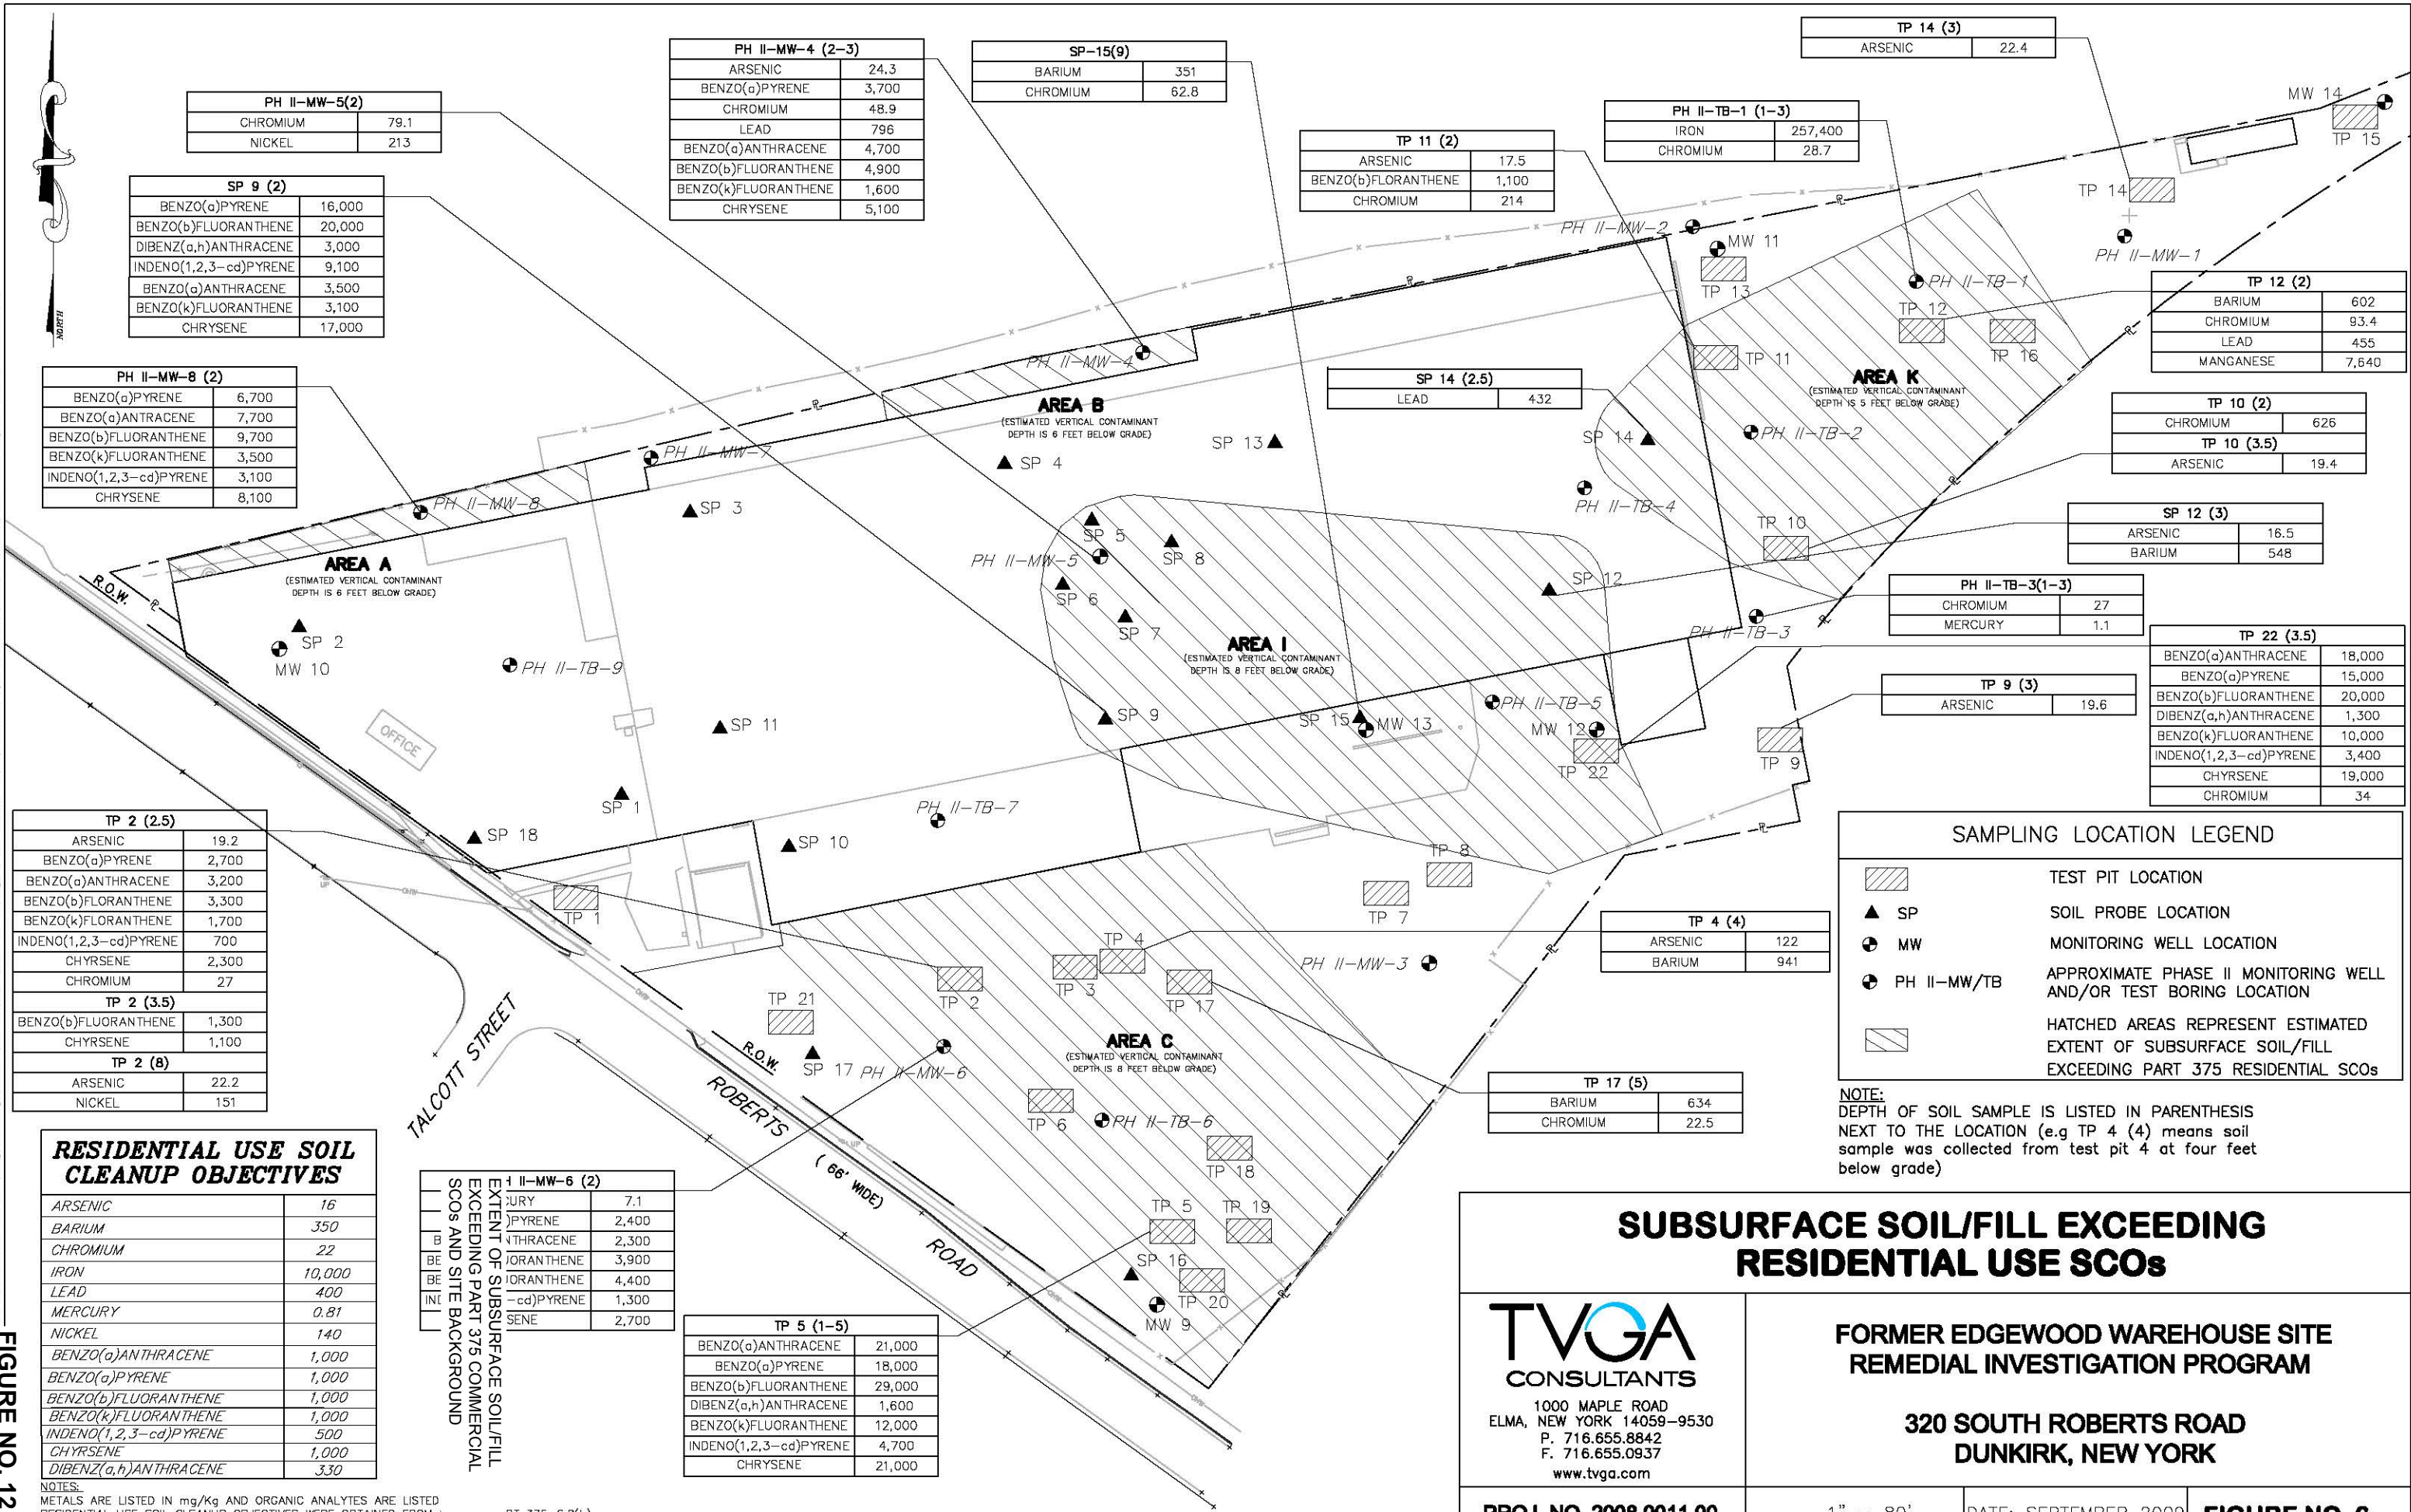 PH II-MW-5(2)
CHROMIUM 79.1
NICKEL 213
SP 9 (2)
BENZO(a)PYRENE 16,000
BENZO(b)FLUORANTHENE 20,000
DIBENZ(a,h)ANTHRACENE 3,000
INDENO(1,2,3-cd)PYRENE 9,100
BENZO(a)ANTHRACENE 3,500
BENZO(k)FLUORANTHENE 3,100
CHRYSENE 17,000
PH II-MW-8 (2)
BENZO(a)PYRENE 6,700
BENZO(a)ANTRACENE 7,700
BENZO(b)FLUORANTHENE 9,700
BENZO(k)FLUORANTHENE 3,500
INDENO(1,2,3-cd)PYRENE 3,100
CHRYSENE 8,100
PH II-MW-4 (2-3)
ARSENIC 24.3
BENZO(a)PYRENE 3,700
CHROMIUM 48.9
LEAD 796
BENZO(a)ANTHRACENE 4,700
BENZO(b)FLUORANTHENE 4,900
BENZO(k)FLUORANTHENE 1,600
CHRYSENE 5,100
SP-15(9)
BARIUM 351
CHROMIUM 62.8
TP 11 (2)
ARSENIC 17.5
BENZO(b)FLORANTHENE 1,100
CHROMIUM 214
PH II-TB-1 (1-3)
IRON 257,400
CHROMIUM 28.7
TP 14 (3)
ARSENIC 22.4
SP 14 (2.5)
LEAD 432
TP 12 (2)
BARIUM 602
CHROMIUM 93.4
LEAD 455
MANGANESE 7,640
TP 10 (2)
CHROMIUM 626
TP 10 (3.5)
ARSENIC 19.4
SP 12 (3)
ARSENIC 16.5
BARIUM 548
PH II-TB-3(1-3)
CHROMIUM 27
MERCURY 1.1
TP 22 (3.5)
BENZO(a)ANTHRACENE 18,000
BENZO(a)PYRENE 15,000
BENZO(b)FLUORANTHENE 20,000
DIBENZ(a,h)ANTHRACENE 1,300
BENZO(k)FLUORANTHENE 10,000
INDENO(1,2,3-cd)PYRENE 3,400
CHYRSENE 19,000
CHROMIUM 34
TP 9 (3)
ARSENIC 19.6
NORTH
MW 14
TP 15
TP 14
PH II-MW-1
PH II-MW-2
MW 11
TP 13
PH II-TB-1
TP 12
TP 16
TP 11
AREA K
(ESTIMATED VERTICAL CONTAMINANT
DEPTH IS 5 FEET BELOW GRADE)
PH II-MW-4
AREA B
(ESTIMATED VERTICAL CONTAMINANT
DEPTH IS 6 FEET BELOW GRADE)
SP 13
SP 14
PH II-TB-2
SP 4
PH II-MW-7
PH II-TB-4
PH II-MW-8
SP 3
SP 5
SP 8
TP 10
PH II-MW-5
AREA A
(ESTIMATED VERTICAL CONTAMINANT
DEPTH IS 6 FEET BELOW GRADE)
R.O.W.
SP 6
SP 12
SP 7
PH II-TB-3
SP 2
MW 10
PH II-TB-9
AREA I
(ESTIMATED VERTICAL CONTAMINANT
DEPTH IS 8 FEET BELOW GRADE)
OFFICE
SP 11
SP 9
SP 15
MW 13
PH II-TB-5
MW 12
TP 22
TP 9
SP 1
PH II-TB-7
SP 18
SP 10
TP 8
TP 7
TP 1
TP 4
TP 3
TP 2
TP 17
PH II-MW-3
TP 21
SP 17
PH II-MW-6
R.O.W.
AREA C
(ESTIMATED VERTICAL CONTAMINANT
DEPTH IS 8 FEET BELOW GRADE)
TALCOTT STREET
ROBERTS
( 66' WIDE)
ROAD
TP 6
PH II-TB-6
TP 18
TP 5
TP 19
SP 16
TP 20
MW 9
TP 2 (2.5)
ARSENIC 19.2
BENZO(a)PYRENE 2,700
BENZO(a)ANTHRACENE 3,200
BENZO(b)FLORANTHENE 3,300
BENZO(k)FLORANTHENE 1,700
INDENO(1,2,3-cd)PYRENE 700
CHYRSENE 2,300
CHROMIUM 27
TP 2 (3.5)
BENZO(b)FLUORANTHENE 1,300
CHYRSENE 1,100
TP 2 (8)
ARSENIC 22.2
NICKEL 151
TP 4 (4)
ARSENIC 122
BARIUM 941
TP 17 (5)
BARIUM 634
CHROMIUM 22.5
II-MW-6 (2)
7.1
)PYRENE 2,400
2,300
3,900
4,400
-cd)PYRENE 1,300
2,700
EXTENT OF SUBSURFACE SOIL/FILL
EXCEEDING PART 375 COMMERCIAL
SCOs AND SITE BACKGROUND
TP 5 (1-5)
BENZO(a)ANTHRACENE 21,000
BENZO(a)PYRENE 18,000
BENZO(b)FLUORANTHENE 29,000
DIBENZ(a,h)ANTHRACENE 1,600
BENZO(k)FLUORANTHENE 12,000
INDENO(1,2,3-cd)PYRENE 4,700
CHRYSENE 21,000
RESIDENTIAL USE SOIL
CLEANUP OBJECTIVES
ARSENIC 16
BARIUM 350
CHROMIUM 22
IRON 10,000
LEAD 400
MERCURY 0.81
NICKEL 140
BENZO(a)ANTHRACENE 1,000
BENZO(a)PYRENE 1,000
BENZO(b)FLUORANTHENE 1,000
BENZO(k)FLUORANTHENE 1,000
INDENO(1,2,3-cd)PYRENE 500
CHYRSENE 1,000
DIBENZ(a,h)ANTHRACENE 330
NOTES:
METALS ARE LISTED IN mg/Kg AND ORGANIC ANALYTES ARE LISTED
FIGURE NO. 12
SAMPLING LOCATION LEGEND
TEST PIT LOCATION
SP SOIL PROBE LOCATION
MW MONITORING WELL LOCATION
PH II-MW/TB APPROXIMATE PHASE II MONITORING WELL
AND/OR TEST BORING LOCATION
HATCHED AREAS REPRESENT ESTIMATED
EXTENT OF SUBSURFACE SOIL/FILL
EXCEEDING PART 375 RESIDENTIAL SCOs
NOTE:
DEPTH OF SOIL SAMPLE IS LISTED IN PARENTHESIS
NEXT TO THE LOCATION (e.g TP 4 (4) means soil
sample was collected from test pit 4 at four feet
below grade)
SUBSURFACE SOIL/FILL EXCEEDING
RESIDENTIAL USE SCOs
TVGA
CONSULTANTS
1000 MAPLE ROAD
ELMA, NEW YORK 14059-9530
P. 716.655.8842
F. 716.655.0937
www.tvga.com
FORMER EDGEWOOD WAREHOUSE SITE
REMEDIAL INVESTIGATION PROGRAM
320 SOUTH ROBERTS ROAD
DUNKIRK, NEW YORK
PROJ. NO. 2008.0011.00
1" = 80'
DATE: SEPTEMBER 2009
FIGURE NO. 6